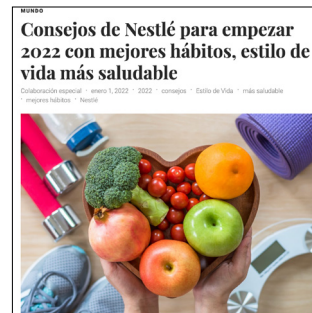 MUNDO
Consejos de Nestlé para empezar
2022 con mejores hábitos, estilo de
vida más saludable
Colaboración especial · enero 1, 2022 · 2022 · consejos · Estilo de Vida · más saludable
· mejores hábitos · Nestlé